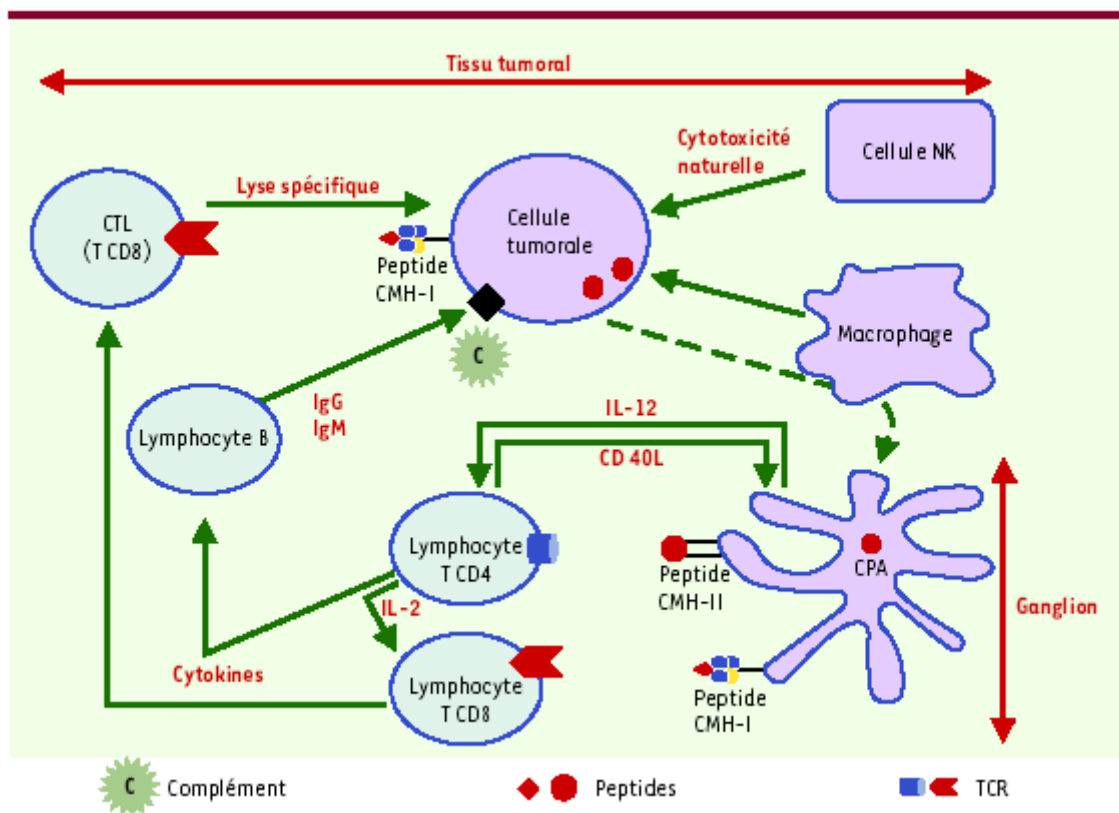 Tissu tumoral
Cytotoxicité
naturelle
Cellule NK
Lyse spécifique
CTL
(T CD8)
Cellule
tumorale
Peptide
CMH-I
Macrophage
C
IgG
IgM
Lymphocyte B
IL-12
CD 40L
Lymphocyte
T CD4
Peptide
CMH-II
CPA
Ganglion
IL-2
Cytokines
Lymphocyte
T CD8
Peptide
CMH-I
C Complément
Peptides
TCR